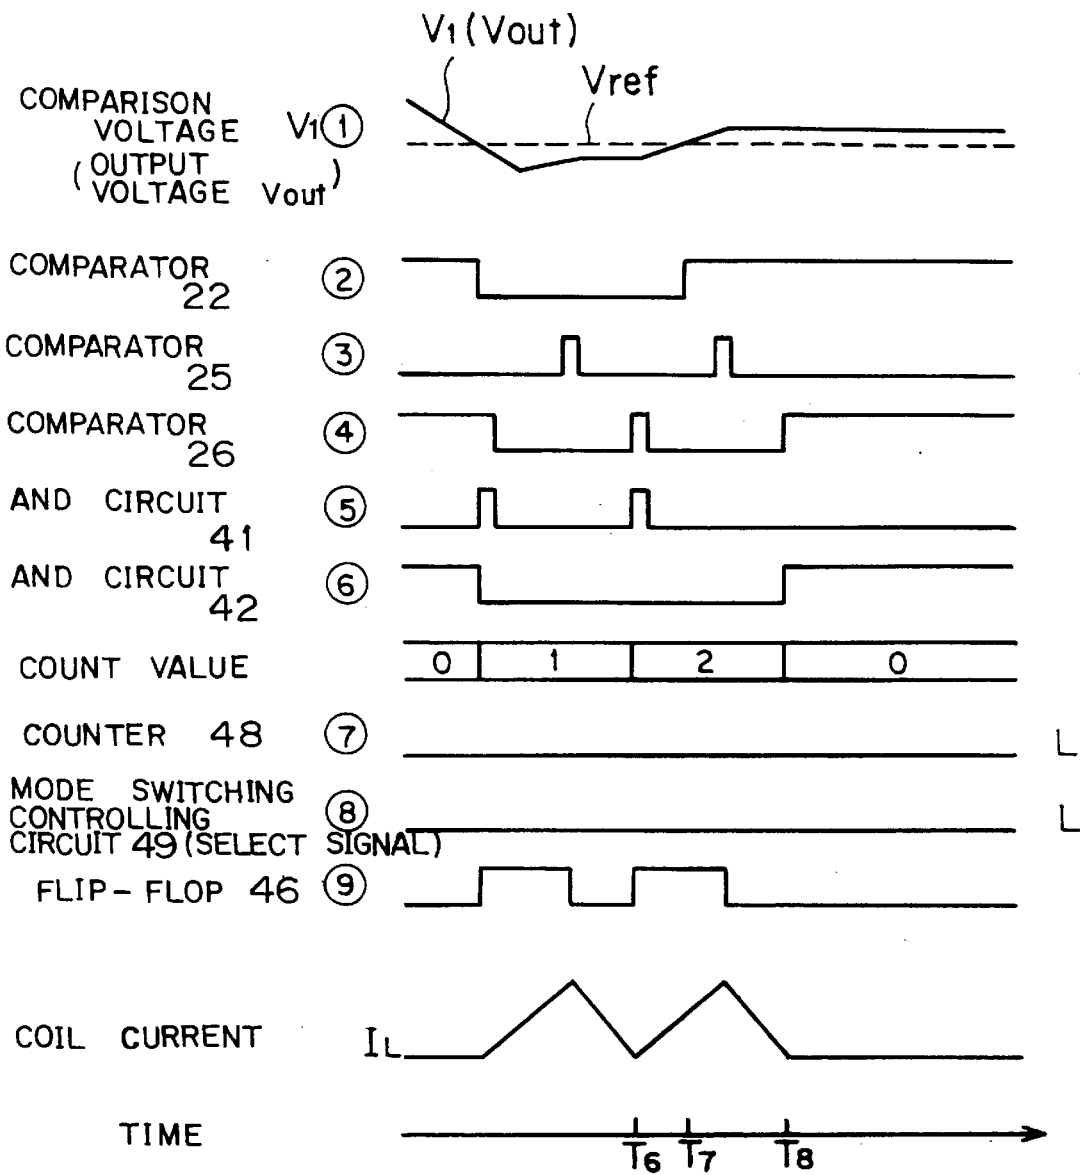 V1(Vout)
Vref
COMPARISON
VOLTAGE V1 ①
(OUTPUT
VOLTAGE Vout)
COMPARATOR
22 ②
COMPARATOR
25 ③
COMPARATOR
26 ④
AND CIRCUIT
41 ⑤
AND CIRCUIT
42 ⑥
COUNT VALUE 0 1 2 0
COUNTER 48 ⑦ L
MODE SWITCHING
CONTROLLING ⑧ L
CIRCUIT 49 (SELECT SIGNAL)
FLIP-FLOP 46 ⑨
COIL CURRENT IL
TIME
T6 T7 T8